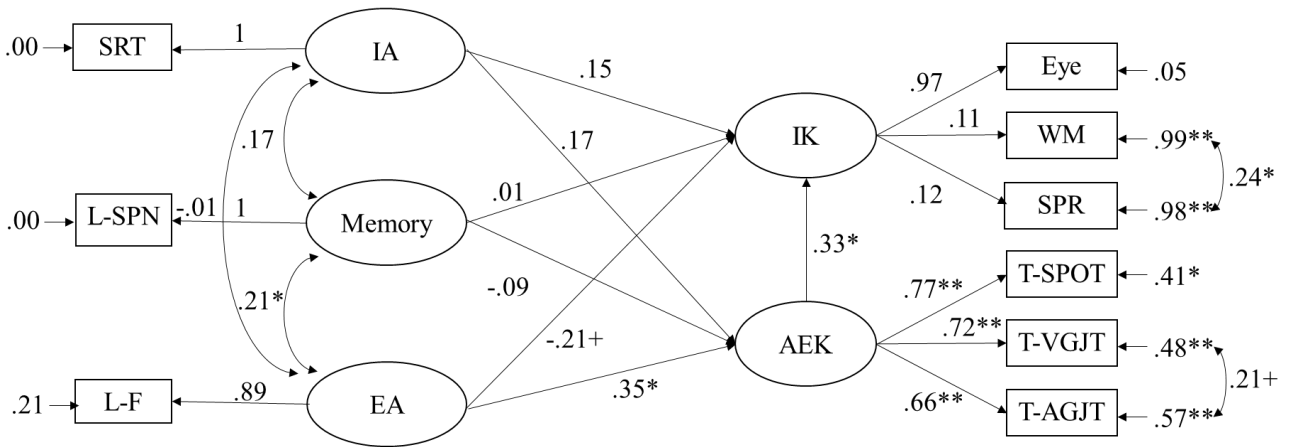 .00
SRT
1
IA
.15
.17
.17
.00
L-SPN
-.01
1
Memory
.01
-.09
.21*
.21
L-F
.89
EA
-.21+
.35*
IK
.33*
AEK
.97
Eye
.05
.11
WM
.99**
.24*
.12
SPR
.98**
.77**
T-SPOT
.41*
.72**
T-VGJT
.48**
.21+
.66**
T-AGJT
.57**